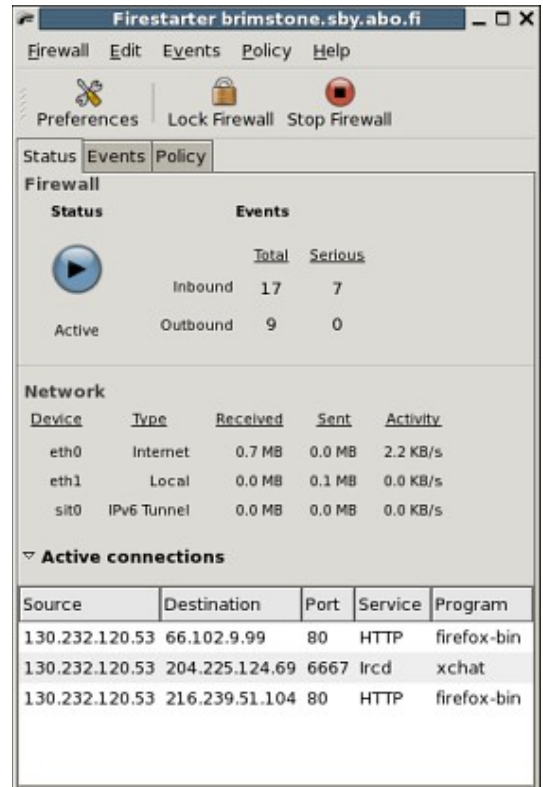 Firestarter brimstone.sby.abo.fi
Firewall Edit Events Policy Help
Preferences Lock Firewall Stop Firewall
Status Events Policy
Firewall
Status Events
Total Serious
Inbound 17 7
Active Outbound 9 0
Network
Device Type Received Sent Activity
eth0 Internet 0.7 MB 0.0 MB 2.2 KB/s
eth1 Local 0.0 MB 0.1 MB 0.0 KB/s
sit0 IPv6 Tunnel 0.0 MB 0.0 MB 0.0 KB/s
Active connections
Source Destination Port Service Program
130.232.120.53 66.102.9.99 80 HTTP firefox-bin
130.232.120.53 204.225.124.69 6667 Ircd xchat
130.232.120.53 216.239.51.104 80 HTTP firefox-bin